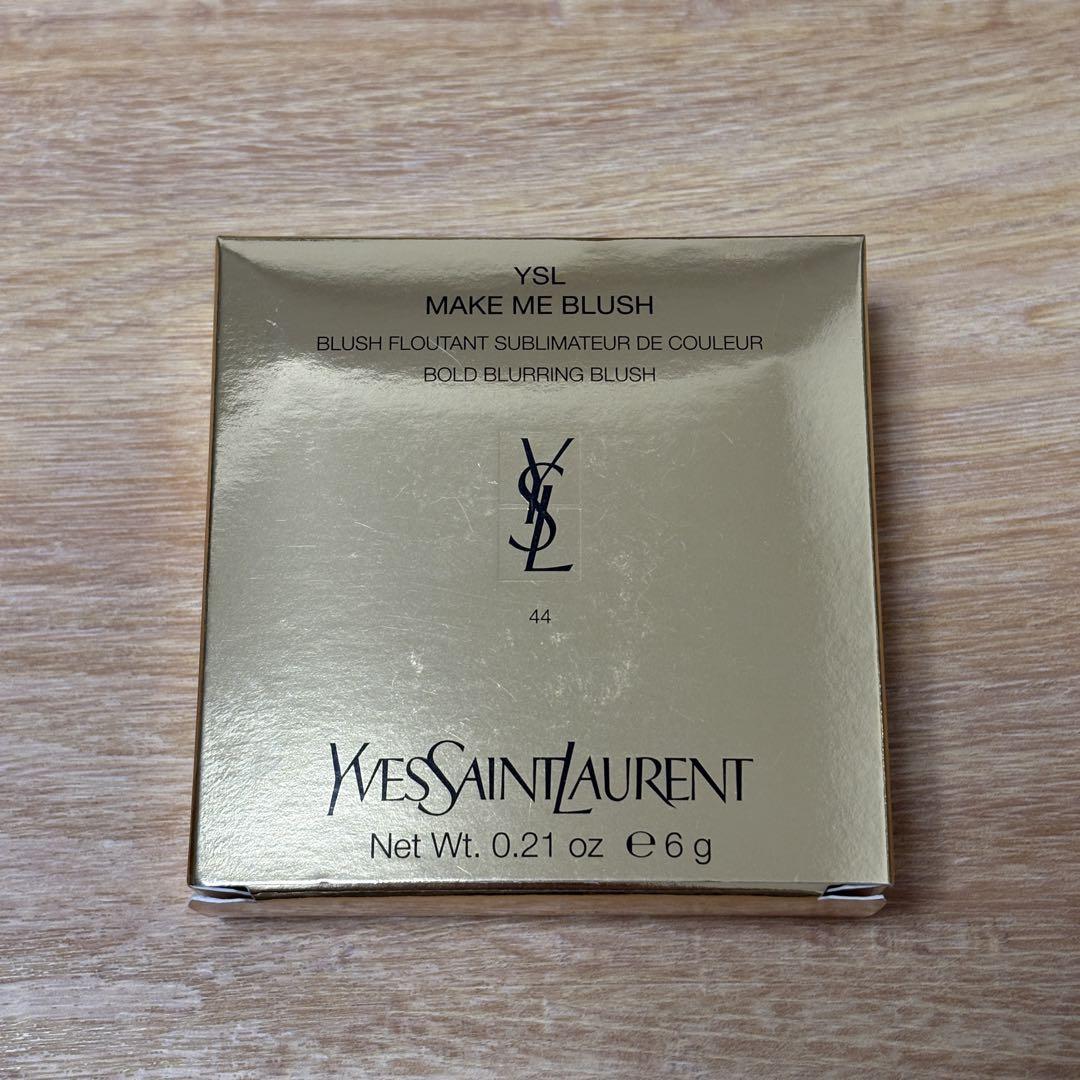 YSL
MAKE ME BLUSH
BLUSH FLOUTANT SUBLIMATEUR DE COULEUR
BOLD BLURRING BLUSH
YSL
44
YVESSAINTLAURENT
Net Wt. 0.21 oz ℮ 6 g